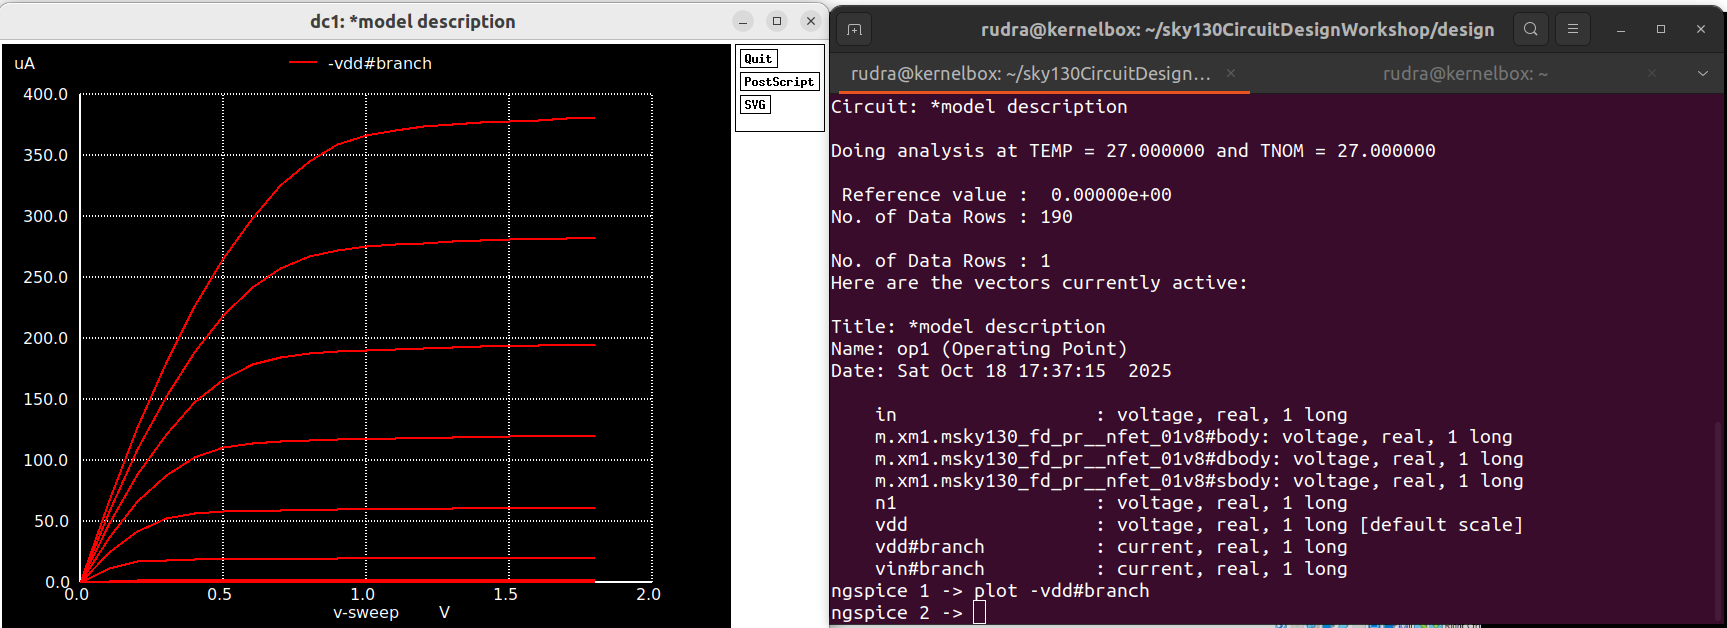 dc1: *model description
Quit
PostScript
SVG
uA
-vdd#branch
400.0
350.0
300.0
250.0
200.0
150.0
100.0
50.0
0.0
0.0 0.5 1.0 1.5 2.0
v-sweep V
rudra@kernelbox: ~/sky130CircuitDesignWorkshop/design
rudra@kernelbox: ~/sky130CircuitDesign...
rudra@kernelbox: ~
Circuit: *model description
Doing analysis at TEMP = 27.000000 and TNOM = 27.000000
Reference value : 0.00000e+00
No. of Data Rows : 190
No. of Data Rows : 1
Here are the vectors currently active:
Title: *model description
Name: op1 (Operating Point)
Date: Sat Oct 18 17:37:15 2025
in : voltage, real, 1 long
m.xm1.msky130_fd_pr__nfet_01v8#body: voltage, real, 1 long
m.xm1.msky130_fd_pr__nfet_01v8#dbody: voltage, real, 1 long
m.xm1.msky130_fd_pr__nfet_01v8#sbody: voltage, real, 1 long
n1 : voltage, real, 1 long
vdd : voltage, real, 1 long [default scale]
vdd#branch : current, real, 1 long
vin#branch : current, real, 1 long
ngspice 1 -> plot -vdd#branch
ngspice 2 ->